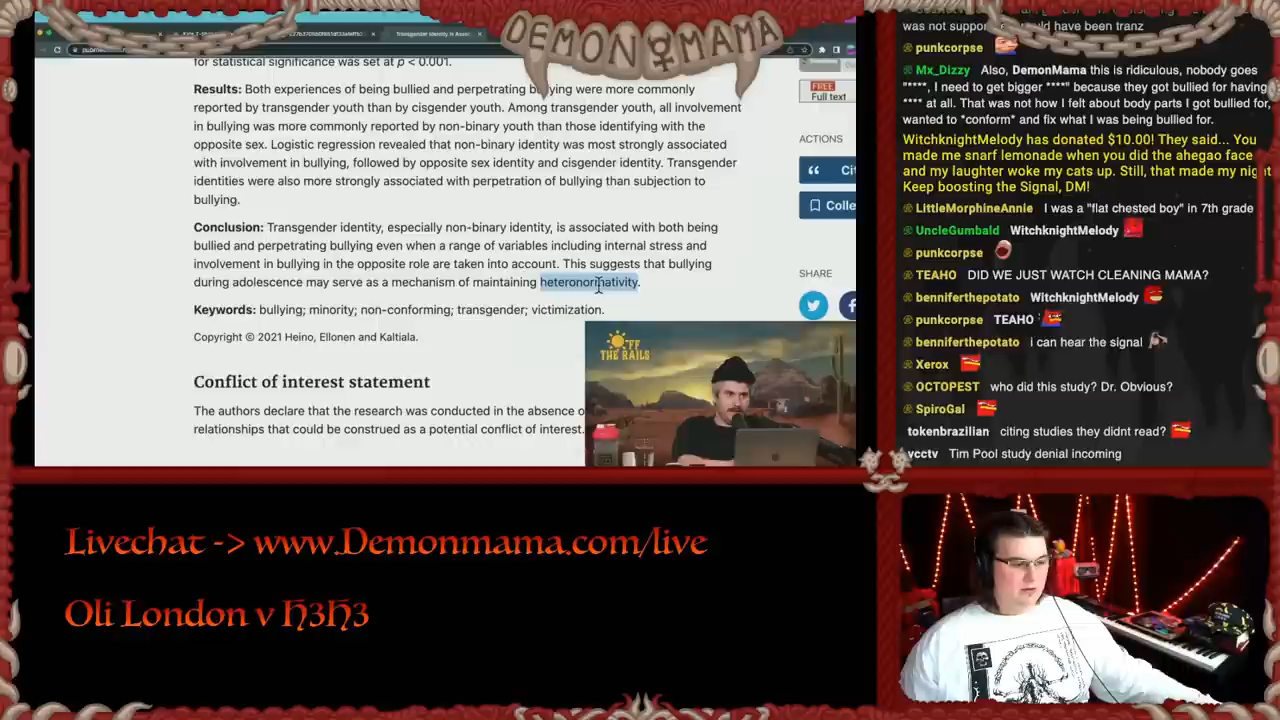 DEMON MAMA
for statistical significance was set at p < 0.001.
Results: Both experiences of being bullied and perpetrating bullying were more commonly
reported by transgender youth than by cisgender youth. Among transgender youth, all involvement
in bullying was more commonly reported by non-binary youth than those identifying with the
opposite sex. Logistic regression revealed that non-binary identity was most strongly associated
with involvement in bullying, followed by opposite sex identity and cisgender identity. Transgender
identities were also more strongly associated with perpetration of bullying than subjection to
bullying.
Conclusion: Transgender identity, especially non-binary identity, is associated with both being
bullied and perpetrating bullying even when a range of variables including internal stress and
involvement in bullying in the opposite role are taken into account. This suggests that bullying
during adolescence may serve as a mechanism of maintaining heteronormativity.
Keywords: bullying; minority; non-conforming; transgender; victimization.
Copyright © 2021 Heino, Ellonen and Kaltiala.
Conflict of interest statement
The authors declare that the research was conducted in the absence o
relationships that could be construed as a potential conflict of interest.
FREE
Full text
ACTIONS
Cit
Colle
SHARE
OFF
THE RAILS
was not suppor ould have been tranz
punkcorpse
Mx_Dizzy Also, DemonMama this is ridiculous, nobody goes
"****, I need to get bigger ****" because they got bullied for having
**** at all. That was not how I felt about body parts I got bullied for,
wanted to *conform* and fix what I was being bullied for.
WitchknightMelody has donated $10.00! They said... You
made me snarf lemonade when you did the ahegao face
and my laughter woke my cats up. Still, that made my night
Keep boosting the Signal, DM!
LittleMorphineAnnie I was a "flat chested boy" in 7th grade
UncleGumbald WitchknightMelody
punkcorpse
TEAHO DID WE JUST WATCH CLEANING MAMA?
benniferthepotato WitchknightMelody
punkcorpse TEAHO
benniferthepotato i can hear the signal
Xerox
OCTOPEST who did this study? Dr. Obvious?
SpiroGal
tokenbrazilian citing studies they didnt read?
vcctv Tim Pool study denial incoming
Livechat -> www.Demonmama.com/live
Oli London v H3H3